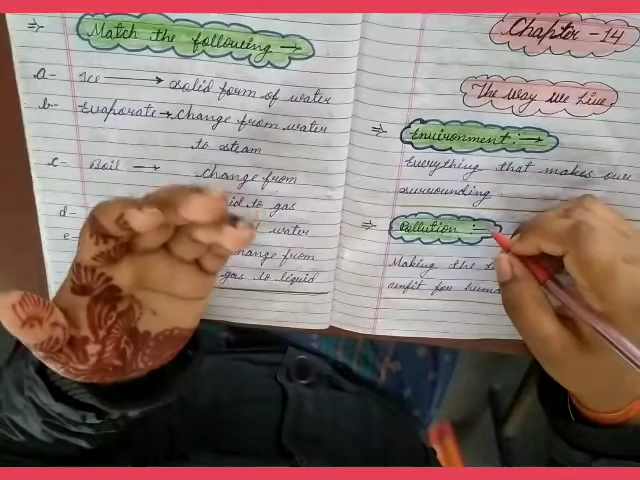 ⇒ Match the following →
a- Ice → solid form of water
b- Evaporate → change from water
to steam
c- Boil → change from
id to gas
d- water
e- change from
gas to liquid
Chapter - 14
The way we live
⇒ Environment :→
Everything that makes our
surrounding
⇒ Pollution :-
Making the
unfit for huma